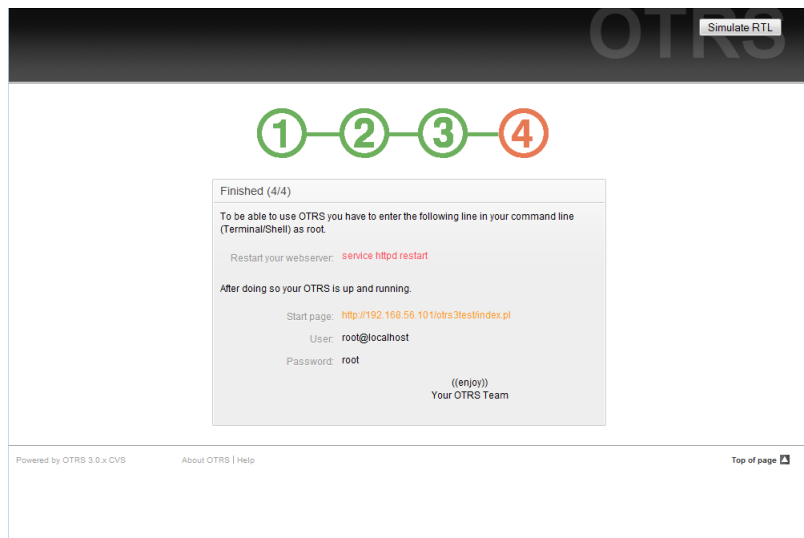 OTRS
Simulate RTL
1 2 3 4
Finished (4/4)
To be able to use OTRS you have to enter the following line in your command line
(Terminal/Shell) as root.
Restart your webserver: service httpd restart
After doing so your OTRS is up and running.
Start page: http://192.168.56.101/otrs3test/index.pl
User: root@localhost
Password: root
((enjoy))
Your OTRS Team
Powered by OTRS 3.0.x CVS About OTRS | Help Top of page